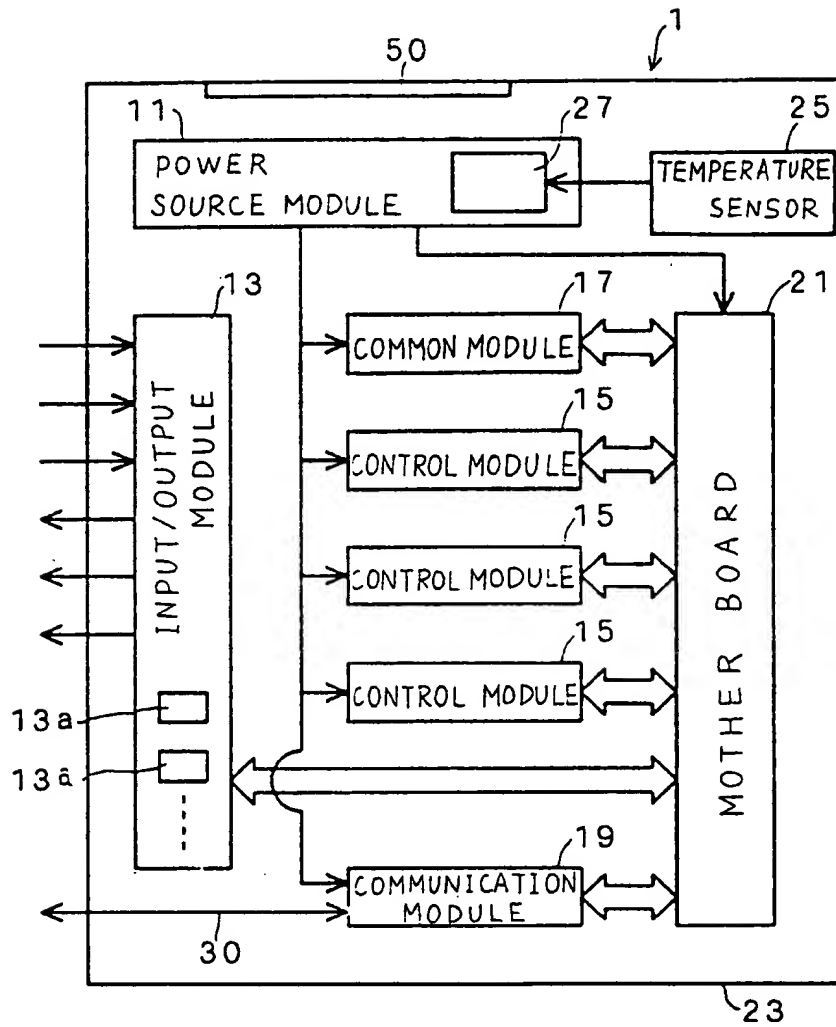 1
50
11
27
25
POWER
SOURCE MODULE
TEMPERATURE
SENSOR
13
17
21
INPUT/OUTPUT
MODULE
COMMON MODULE
15
CONTROL MODULE
15
CONTROL MODULE
15
CONTROL MODULE
MOTHER BOARD
13a
13a
19
COMMUNICATION
MODULE
30
23